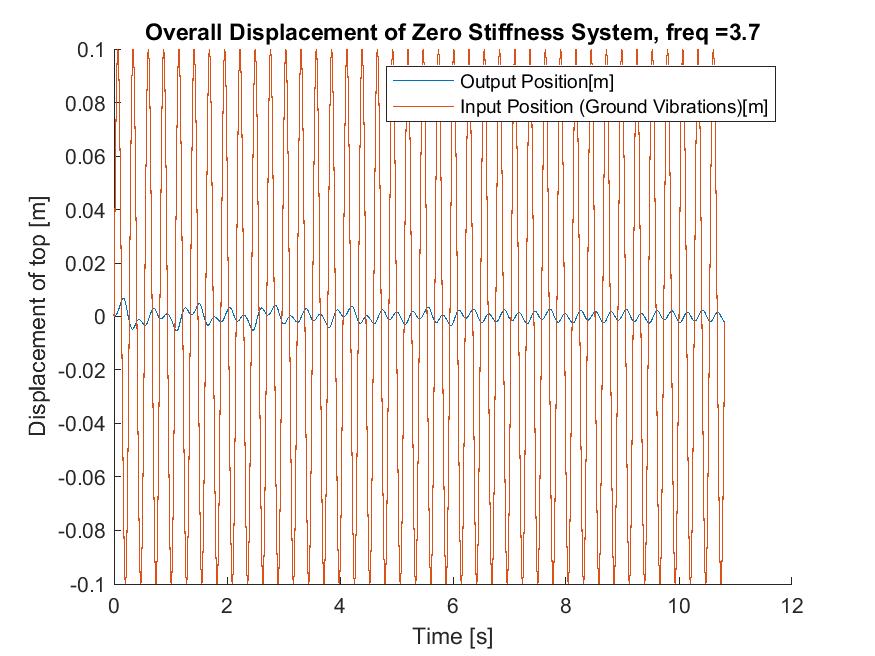 Overall Displacement of Zero Stiffness System, freq =3.7
Output Position[m]
Input Position (Ground Vibrations)[m]
Displacement of top [m]
0.1
0.08
0.06
0.04
0.02
0
-0.02
-0.04
-0.06
-0.08
-0.1
0 2 4 6 8 10 12
Time [s]